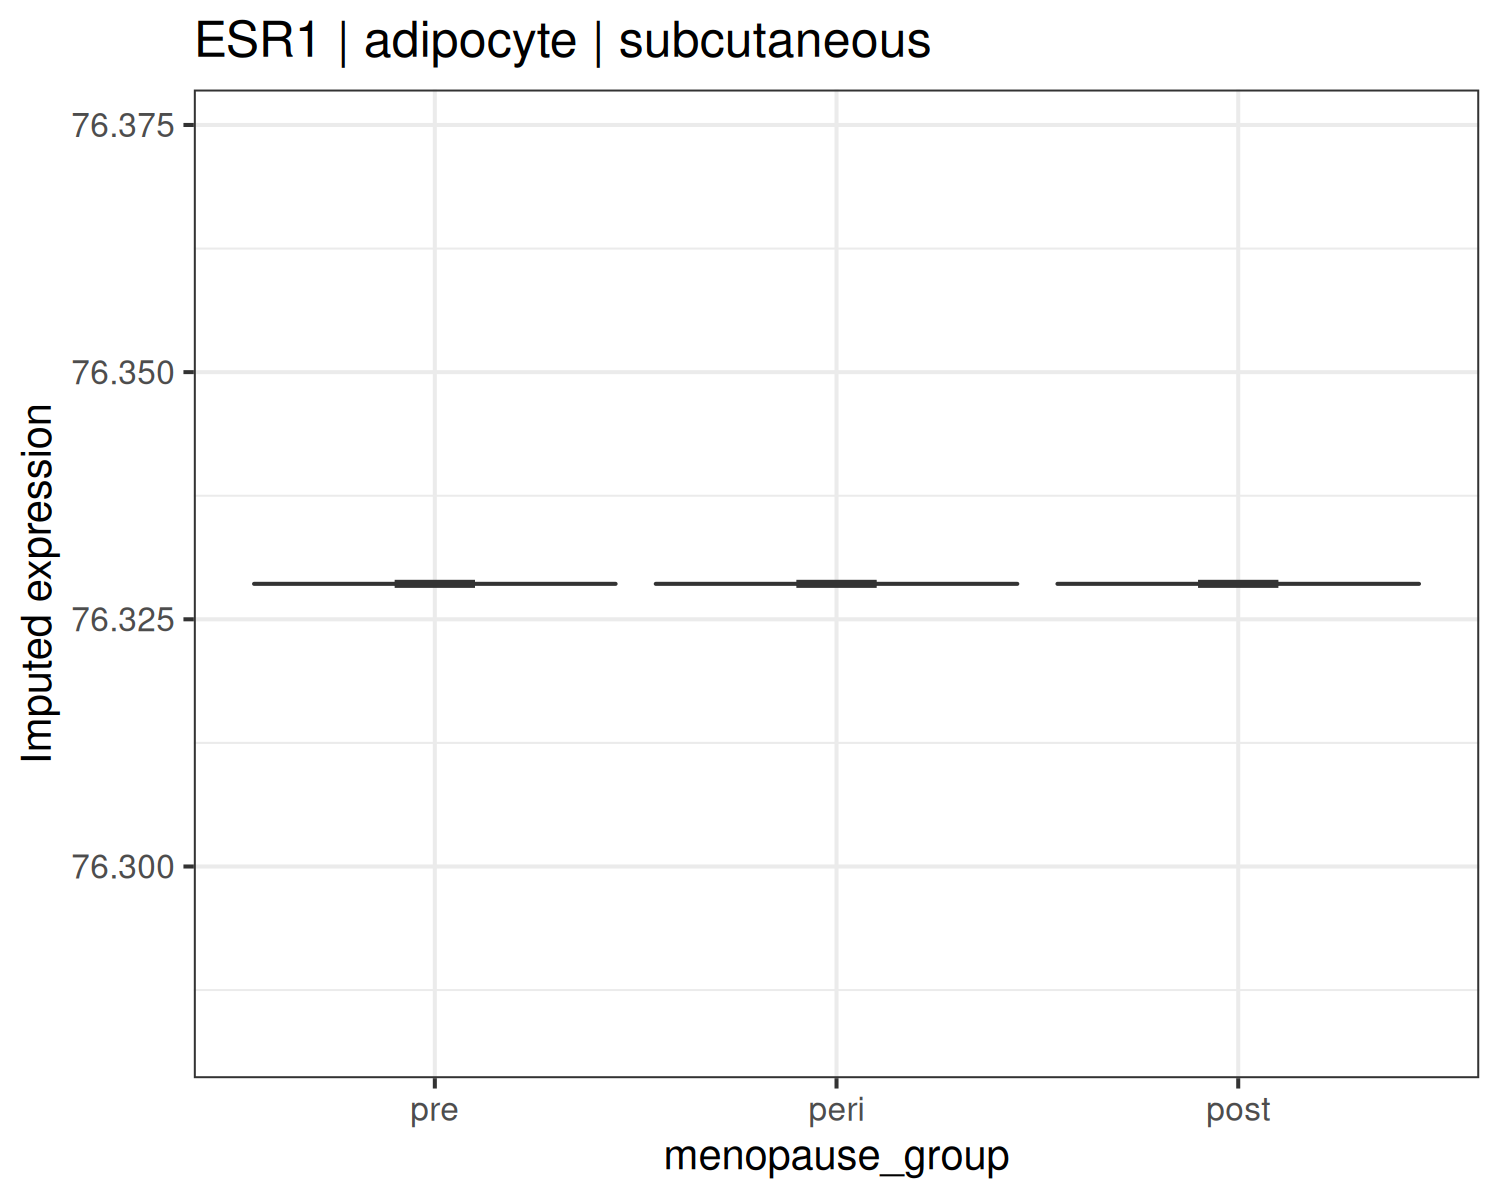 ESR1 | adipocyte | subcutaneous
Imputed expression
76.375
76.350
76.325
76.300
pre peri post
menopause_group